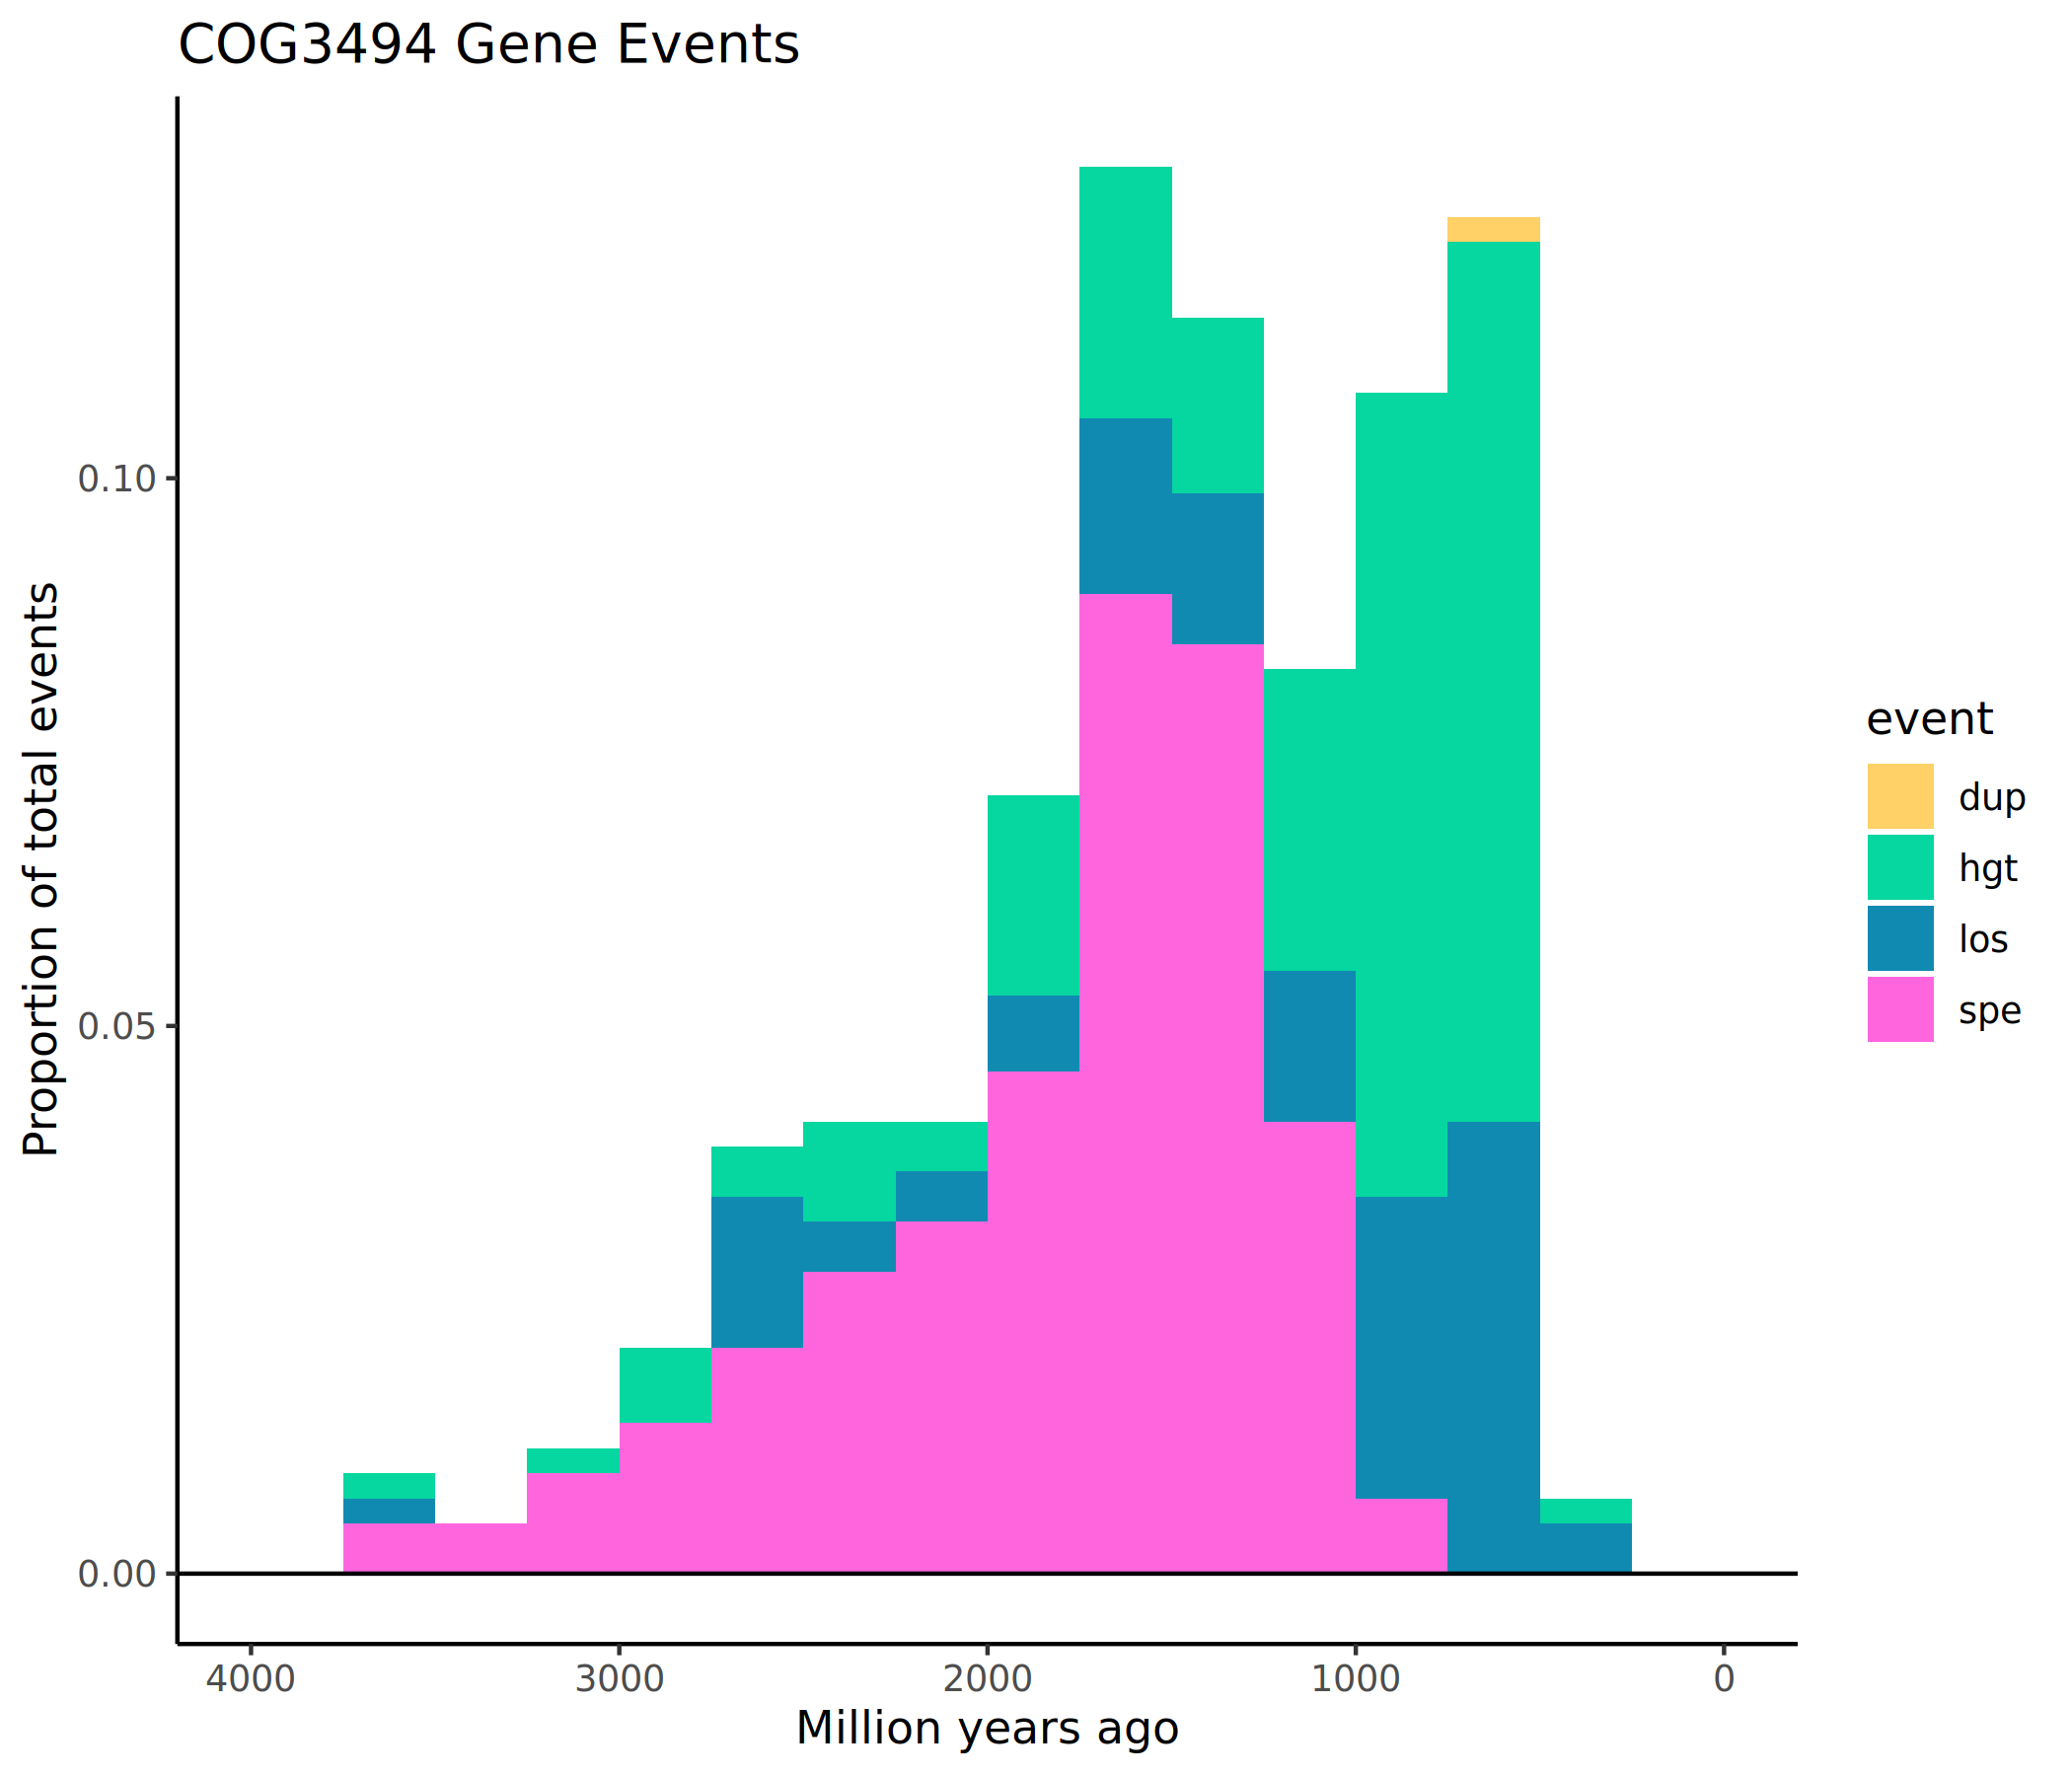 COG3494 Gene Events
Proportion of total events
0.10
0.05
0.00
4000 3000 2000 1000 0
Million years ago
event
dup
hgt
los
spe